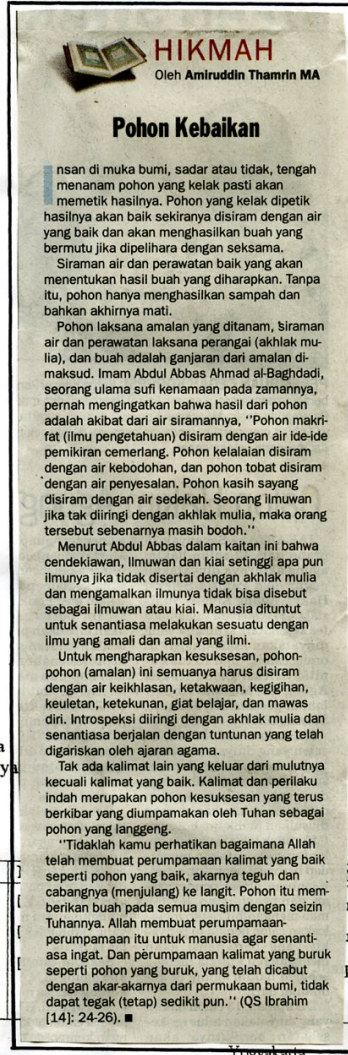 HIKMAH
Oleh Amiruddin Thamrin MA
Pohon Kebaikan
Insan di muka bumi, sadar atau tidak, tengah
menanam pohon yang kelak pasti akan
memetik hasilnya. Pohon yang kelak dipetik
hasilnya akan baik sekiranya disiram dengan air
yang baik dan akan menghasilkan buah yang
bermutu jika dipelihara dengan seksama.
Siraman air dan perawatan baik yang akan
menentukan hasil buah yang diharapkan. Tanpa
itu, pohon hanya menghasilkan sampah dan
bahkan akhirnya mati.
Pohon laksana amalan yang ditanam, siraman
air dan perawatan laksana perangai (akhlak mu-
lia), dan buah adalah ganjaran dari amalan di-
maksud. Imam Abdul Abbas Ahmad al-Baghdadi,
seorang ulama sufi kenamaan pada zamannya,
pernah mengingatkan bahwa hasil dari pohon
adalah akibat dari air siramannya, ''Pohon makri-
fat (ilmu pengetahuan) disiram dengan air ide-ide
pemikiran cemerlang. Pohon kelalaian disiram
dengan air kebodohan, dan pohon tobat disiram
dengan air penyesalan. Pohon kasih sayang
disiram dengan air sedekah. Seorang ilmuwan
jika tak diiringi dengan akhlak mulia, maka orang
tersebut sebenarnya masih bodoh.''
Menurut Abdul Abbas dalam kaitan ini bahwa
cendekiawan, Ilmuwan dan kiai setinggi apa pun
ilmunya jika tidak disertai dengan akhlak mulia
dan mengamalkan ilmunya tidak bisa disebut
sebagai ilmuwan atau kiai. Manusia dituntut
untuk senantiasa melakukan sesuatu dengan
ilmu yang amali dan amal yang ilmi.
Untuk mengharapkan kesuksesan, pohon-
pohon (amalan) ini semuanya harus disiram
dengan air keikhlasan, ketakwaan, kegigihan,
keuletan, ketekunan, giat belajar, dan mawas
diri. Introspeksi diiringi dengan akhlak mulia dan
senantiasa berjalan dengan tuntunan yang telah
digariskan oleh ajaran agama.
Tak ada kalimat lain yang keluar dari mulutnya
kecuali kalimat yang baik. Kalimat dan perilaku
indah merupakan pohon kesuksesan yang terus
berkibar yang diumpamakan oleh Tuhan sebagai
pohon yang langgeng.
''Tidaklah kamu perhatikan bagaimana Allah
telah membuat perumpamaan kalimat yang baik
seperti pohon yang baik, akarnya teguh dan
cabangnya (menjulang) ke langit. Pohon itu mem-
berikan buah pada semua musim dengan seizin
Tuhannya. Allah membuat perumpamaan-
perumpamaan itu untuk manusia agar senanti-
asa ingat. Dan perumpamaan kalimat yang buruk
seperti pohon yang buruk, yang telah dicabut
dengan akar-akarnya dari permukaan bumi, tidak
dapat tegak (tetap) sedikit pun.'' (QS Ibrahim
[14]: 24-26). ■